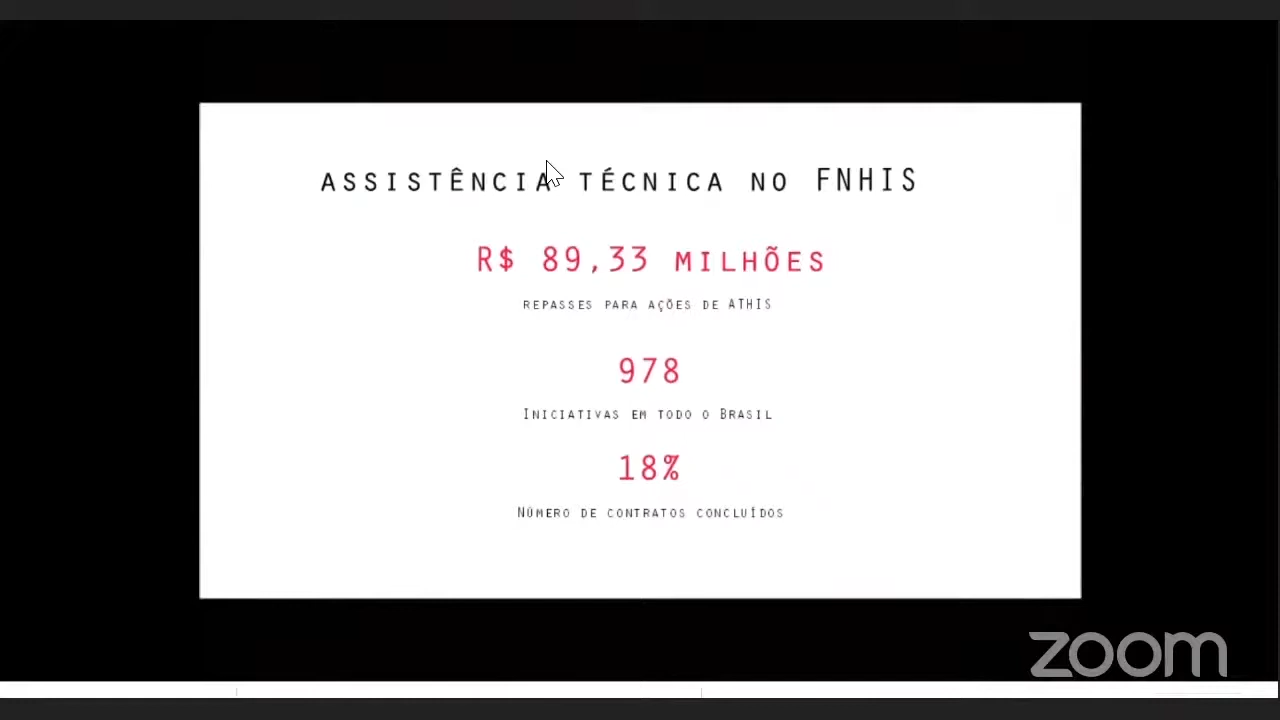 ASSISTÊNCIA TÉCNICA NO FNHIS
R$ 89,33 MILHÕES
REPASSES PARA AÇÕES DE ATHIS
978
INICIATIVAS EM TODO O BRASIL
18%
NÚMERO DE CONTRATOS CONCLUÍDOS
zoom